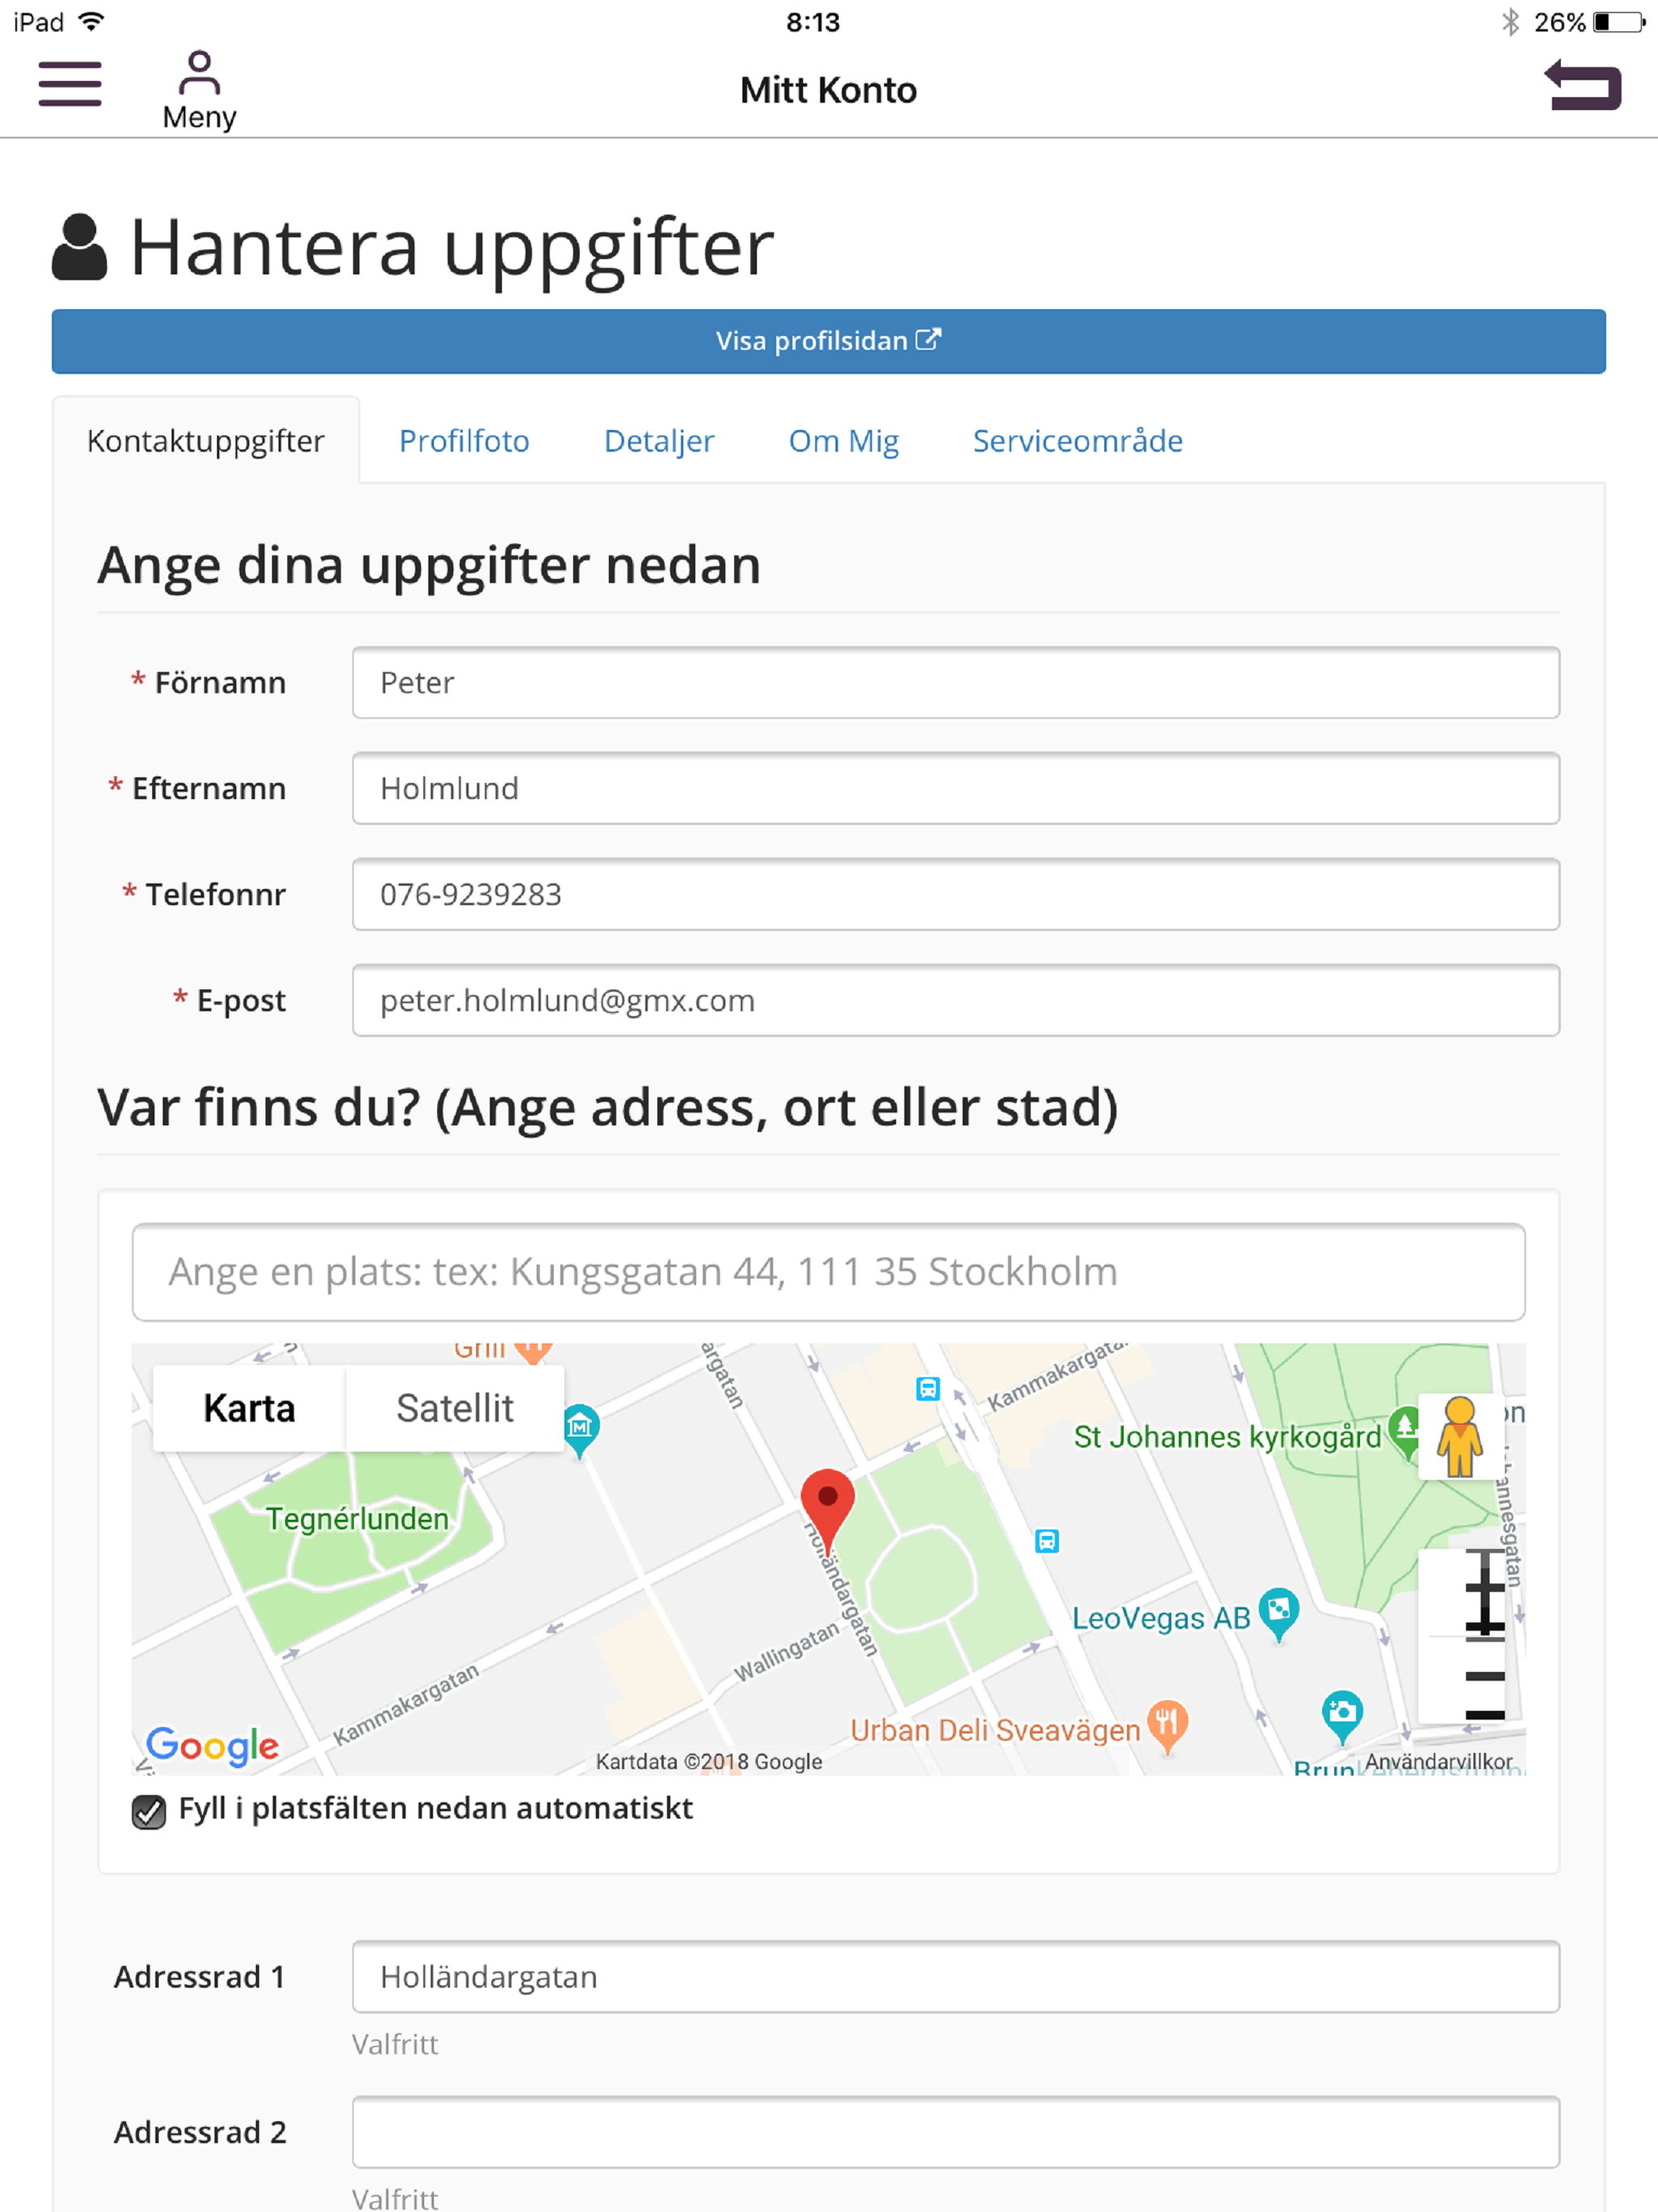 iPad
8:13
26%
Meny
Mitt Konto
Hantera uppgifter
Visa profilsidan
Kontaktuppgifter
Profilfoto
Detaljer
Om Mig
Serviceområde
Ange dina uppgifter nedan
* Förnamn
Peter
* Efternamn
Holmlund
* Telefonnr
076-9239283
* E-post
peter.holmlund@gmx.com
Var finns du? (Ange adress, ort eller stad)
Ange en plats: tex: Kungsgatan 44, 111 35 Stockholm
Grill
argatan
Kammakargata
Karta
Satellit
St Johannes kyrkogård
Tegnérlunden
annesgatan
Holländargatan
LeoVegas AB
Wallingatan
Kammakargatan
Urban Deli Sveavägen
Google
Kartdata ©2018 Google
Användarvillkor
Fyll i platsfälten nedan automatiskt
Adressrad 1
Holländargatan
Valfritt
Adressrad 2
Valfritt